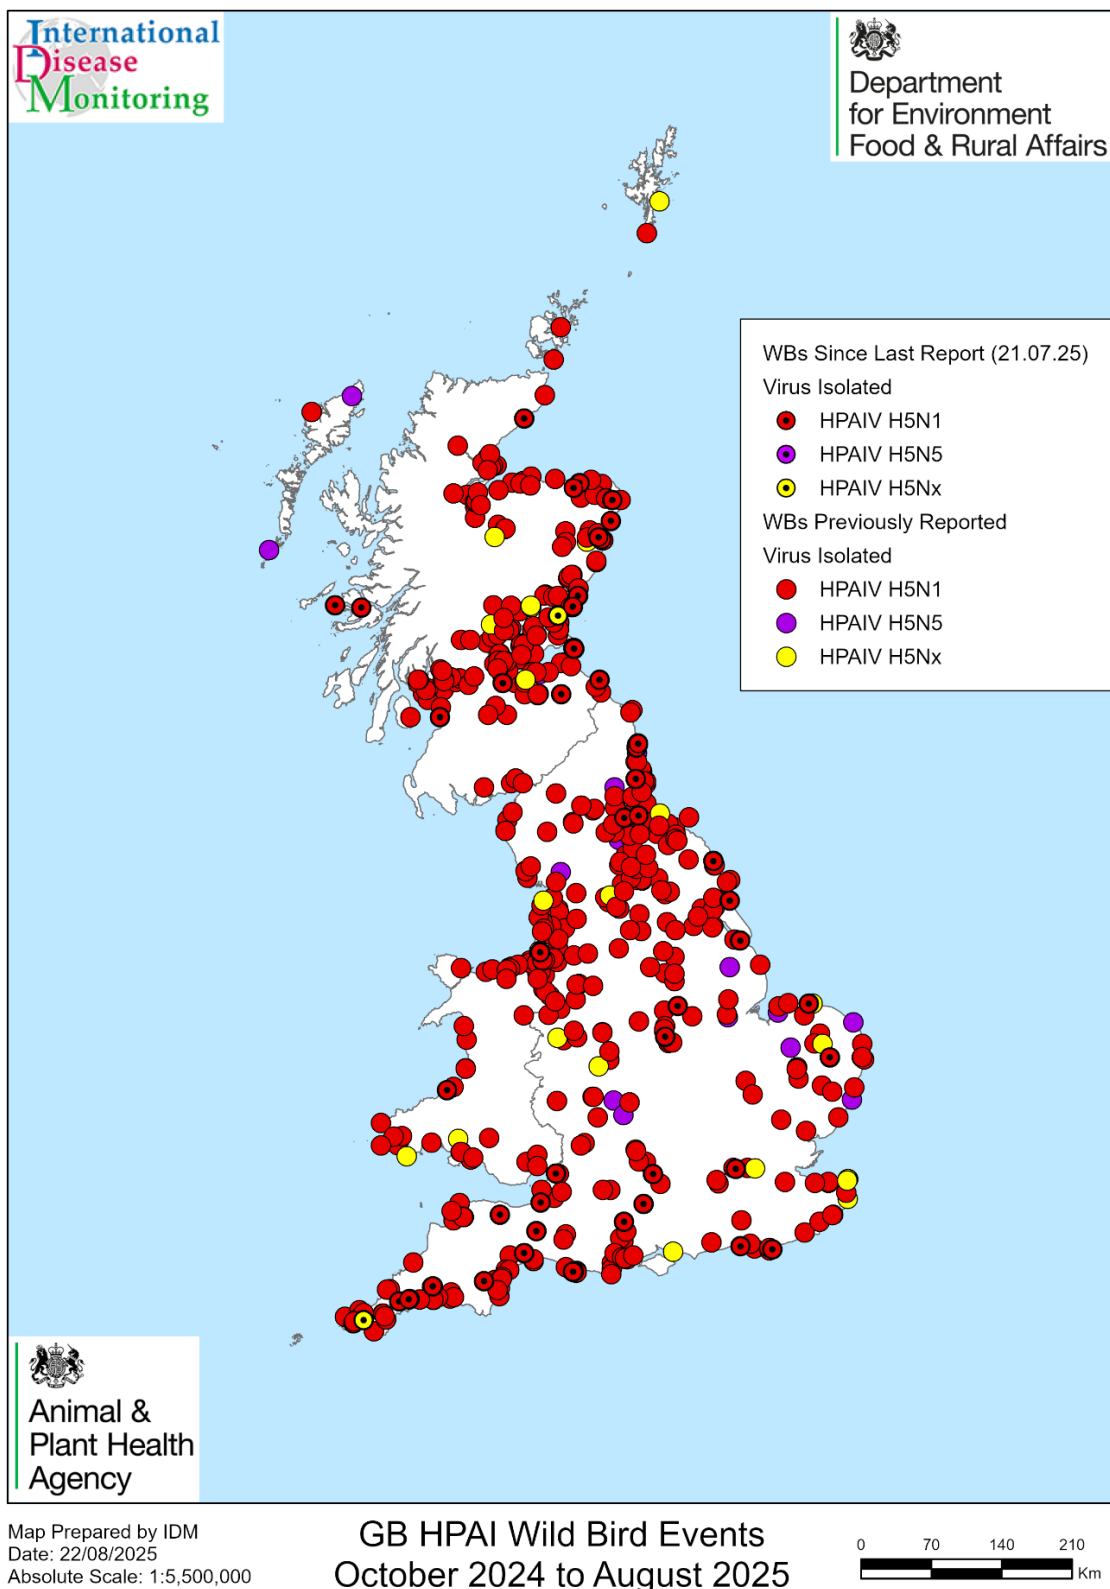 International
Disease
Monitoring
Department
for Environment
Food & Rural Affairs
WBs Since Last Report (21.07.25)
Virus Isolated
HPAIV H5N1
HPAIV H5N5
HPAIV H5Nx
WBs Previously Reported
Virus Isolated
HPAIV H5N1
HPAIV H5N5
HPAIV H5Nx
Animal &
Plant Health
Agency
Map Prepared by IDM
Date: 22/08/2025
Absolute Scale: 1:5,500,000
GB HPAI Wild Bird Events
October 2024 to August 2025
0 70 140 210
Km